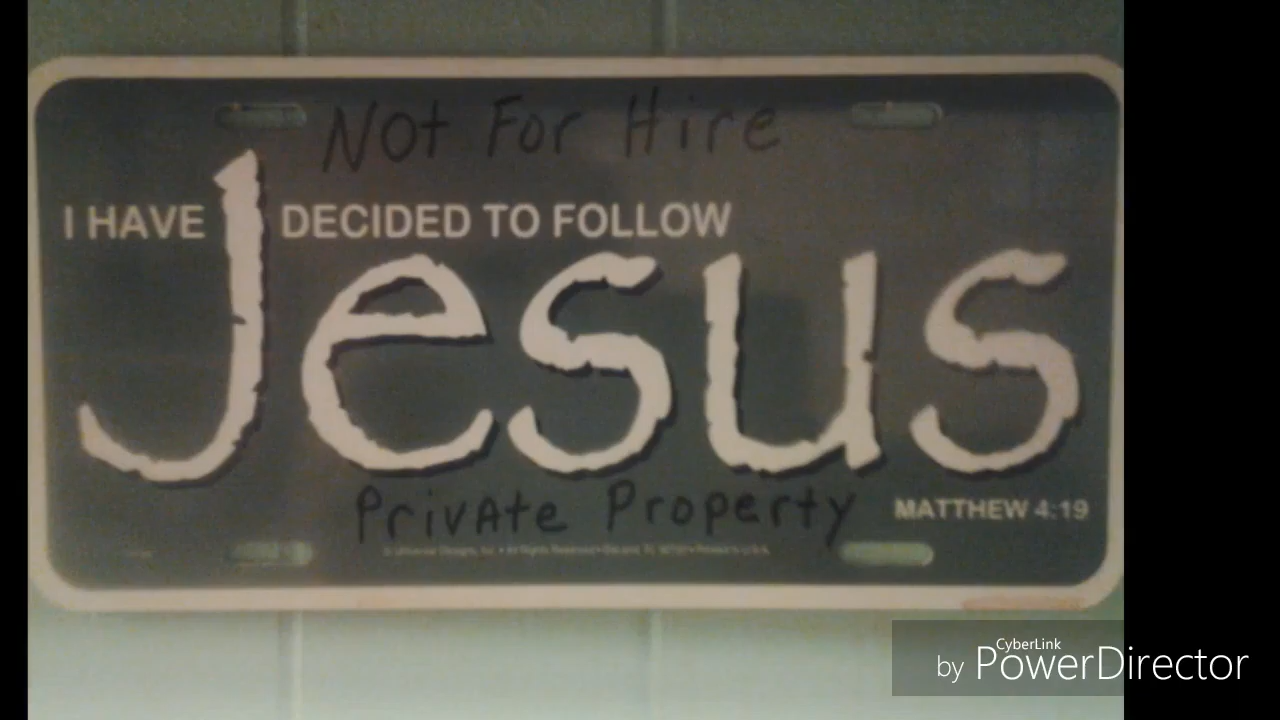 Not For Hire
I HAVE DECIDED TO FOLLOW
Jesus
Private Property
MATTHEW 4:19
CyberLink
by PowerDirector